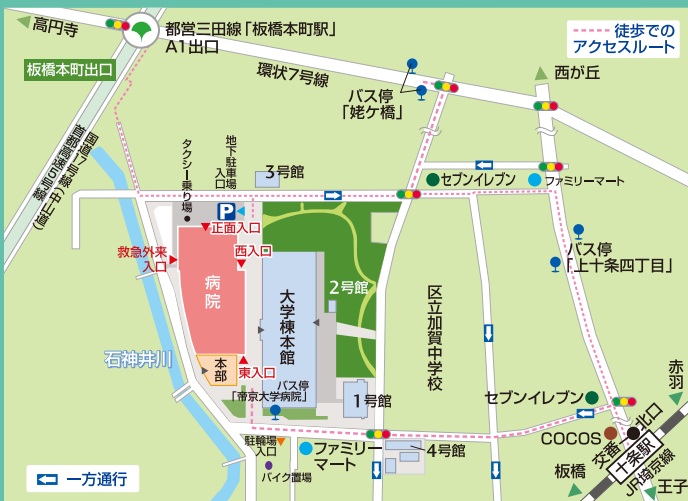 高円寺
都営三田線「板橋本町駅」
A1出口
徒歩での
アクセスルート
板橋本町出口
環状7号線
バス停
「姥ケ橋」
西が丘
国道17号線(中山道)
首都高速5号線
タクシー乗り場
地下駐車場
入口
3号館
セブンイレブン
ファミリーマート
P
正面入口
救急外来
入口
西入口
病院
2号館
大学棟本館
バス停
「上十条四丁目」
区立加賀中学校
石神井川
本部
東入口
バス停
「帝京大学病院」
1号館
セブンイレブン
赤羽
北口
COCOS
交番
十条駅
JR埼京線
駐輪場
入口
ファミリー
マート
4号館
バイク置場
板橋
王子
一方通行